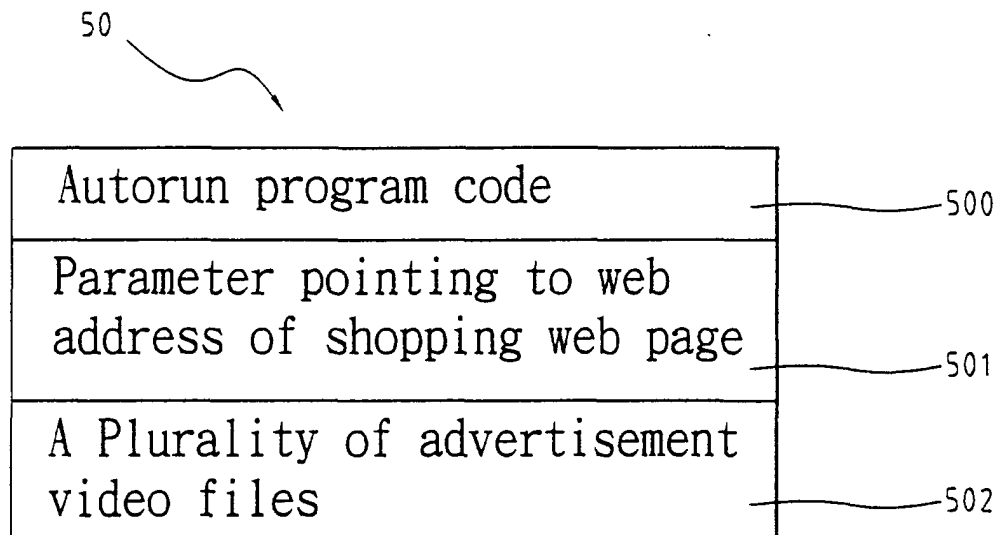 50
Autorun program code
500
Parameter pointing to web
address of shopping web page
501
A Plurality of advertisement
video files
502